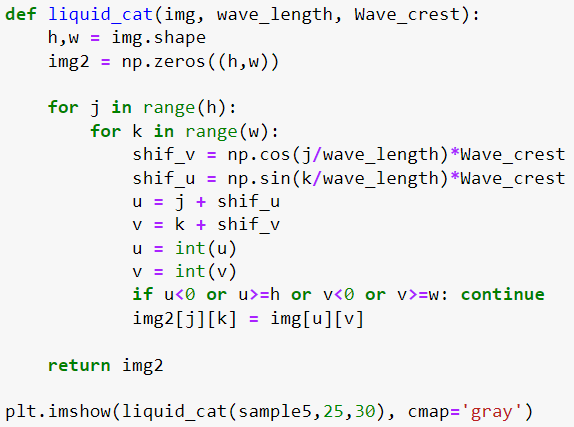 def liquid_cat(img, wave_length, Wave_crest):
    h,w = img.shape
    img2 = np.zeros((h,w))

    for j in range(h):
        for k in range(w):
            shif_v = np.cos(j/wave_length)*Wave_crest
            shif_u = np.sin(k/wave_length)*Wave_crest
            u = j + shif_u
            v = k + shif_v
            u = int(u)
            v = int(v)
            if u<0 or u>=h or v<0 or v>=w: continue
            img2[j][k] = img[u][v]

    return img2

plt.imshow(liquid_cat(sample5,25,30), cmap='gray')